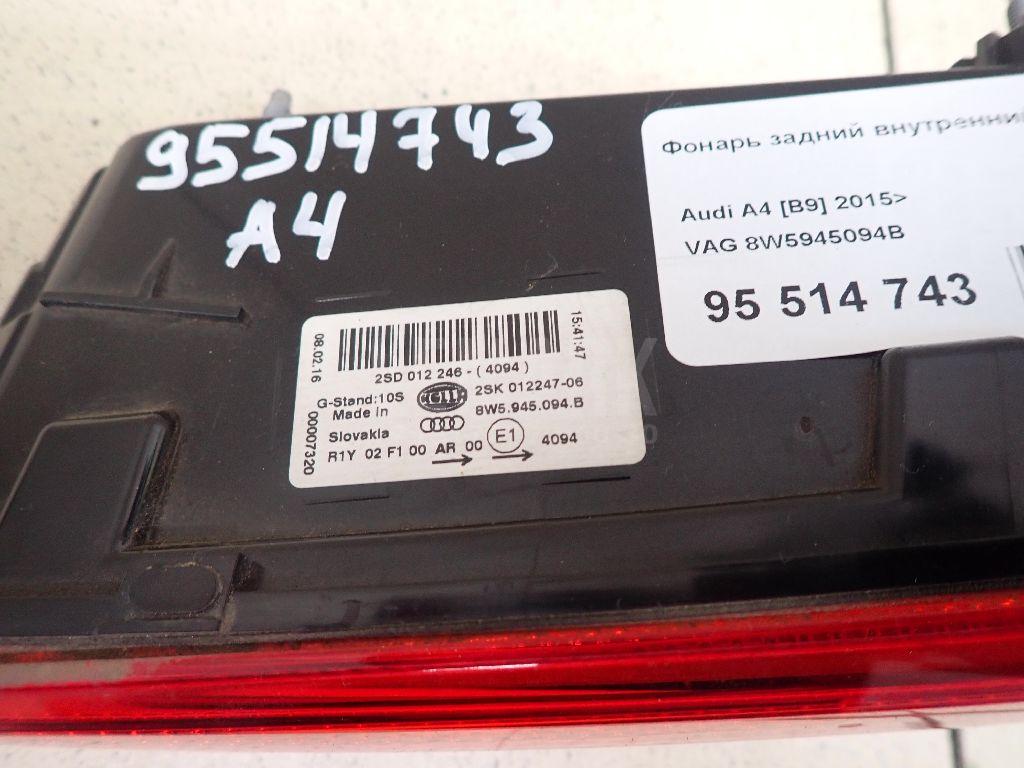 95514743
A4
Фонарь задний внутренний
Audi A4 [B9] 2015>
VAG 8W5945094B
95 514 743
08.02.16
00007320
15:41:47
2SD 012 246-(4094)
G-Stand:10S
Made in
Slovakia
2SK 012247-06
8W5.945.094.B
R1Y 02 F1 00 AR 00 E1 4094